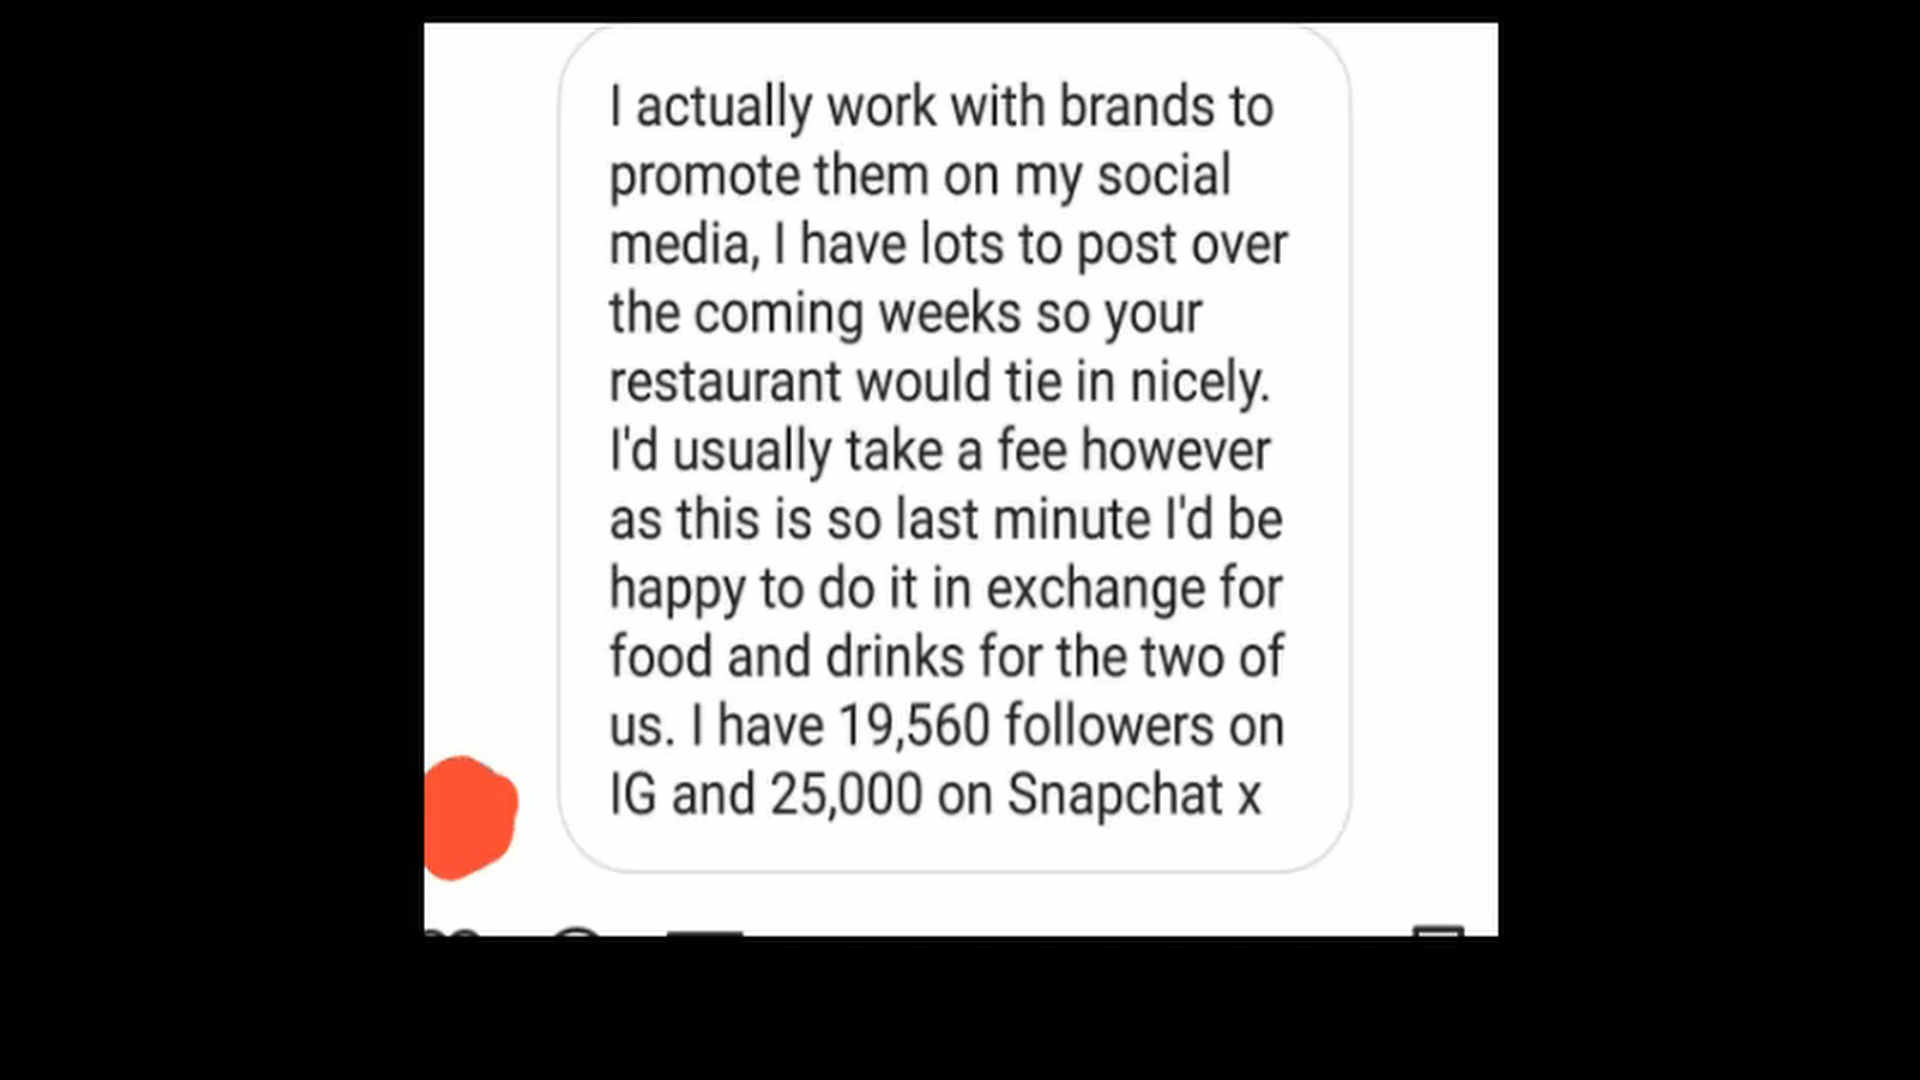 I actually work with brands to
promote them on my social
media, I have lots to post over
the coming weeks so your
restaurant would tie in nicely.
I'd usually take a fee however
as this is so last minute I'd be
happy to do it in exchange for
food and drinks for the two of
us. I have 19,560 followers on
IG and 25,000 on Snapchat x